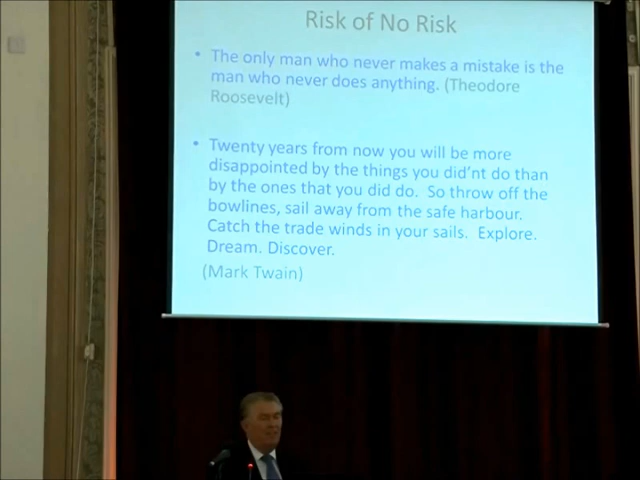 Risk of No Risk
• The only man who never makes a mistake is the
man who never does anything. (Theodore
Roosevelt)
• Twenty years from now you will be more
disappointed by the things you did'nt do than
by the ones that you did do. So throw off the
bowlines, sail away from the safe harbour.
Catch the trade winds in your sails. Explore.
Dream. Discover.
(Mark Twain)